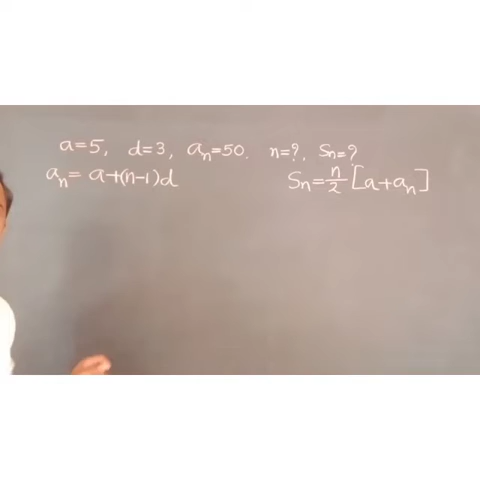 a=5, d=3, aₙ=50. n=?, Sn=?
aₙ= a+(n-1)d
Sₙ=n/2[a+aₙ]